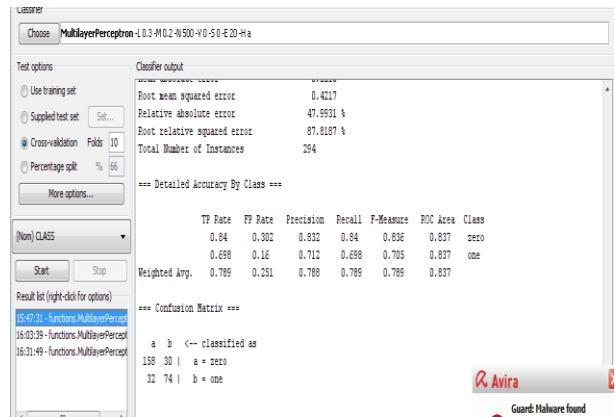 Classifier
Choose MultilayerPerceptron -L 0.3 -M 0.2 -N 500 -V 0 -S 0 -E 20 -H a
Test options
Use training set
Supplied test set Set...
Cross-validation Folds 10
Percentage split % 66
More options...
(Nom) CLASS
Start Stop
Result list (right-click for options)
15:47:31 - functions.MultilayerPercept
16:03:39 - functions.MultilayerPercept
16:31:49 - functions.MultilayerPercept
Classifier output
Root mean squared error 0.4217
Relative absolute error 47.9931 %
Root relative squared error 87.8187 %
Total Number of Instances 294
=== Detailed Accuracy By Class ===
TP Rate FP Rate Precision Recall F-Measure ROC Area Class
0.84 0.302 0.832 0.84 0.836 0.837 zero
0.698 0.16 0.712 0.698 0.705 0.837 one
Weighted Avg. 0.789 0.251 0.788 0.789 0.789 0.837
=== Confusion Matrix ===
a b <-- classified as
158 30 | a = zero
32 74 | b = one
Avira
Guard: Malware found